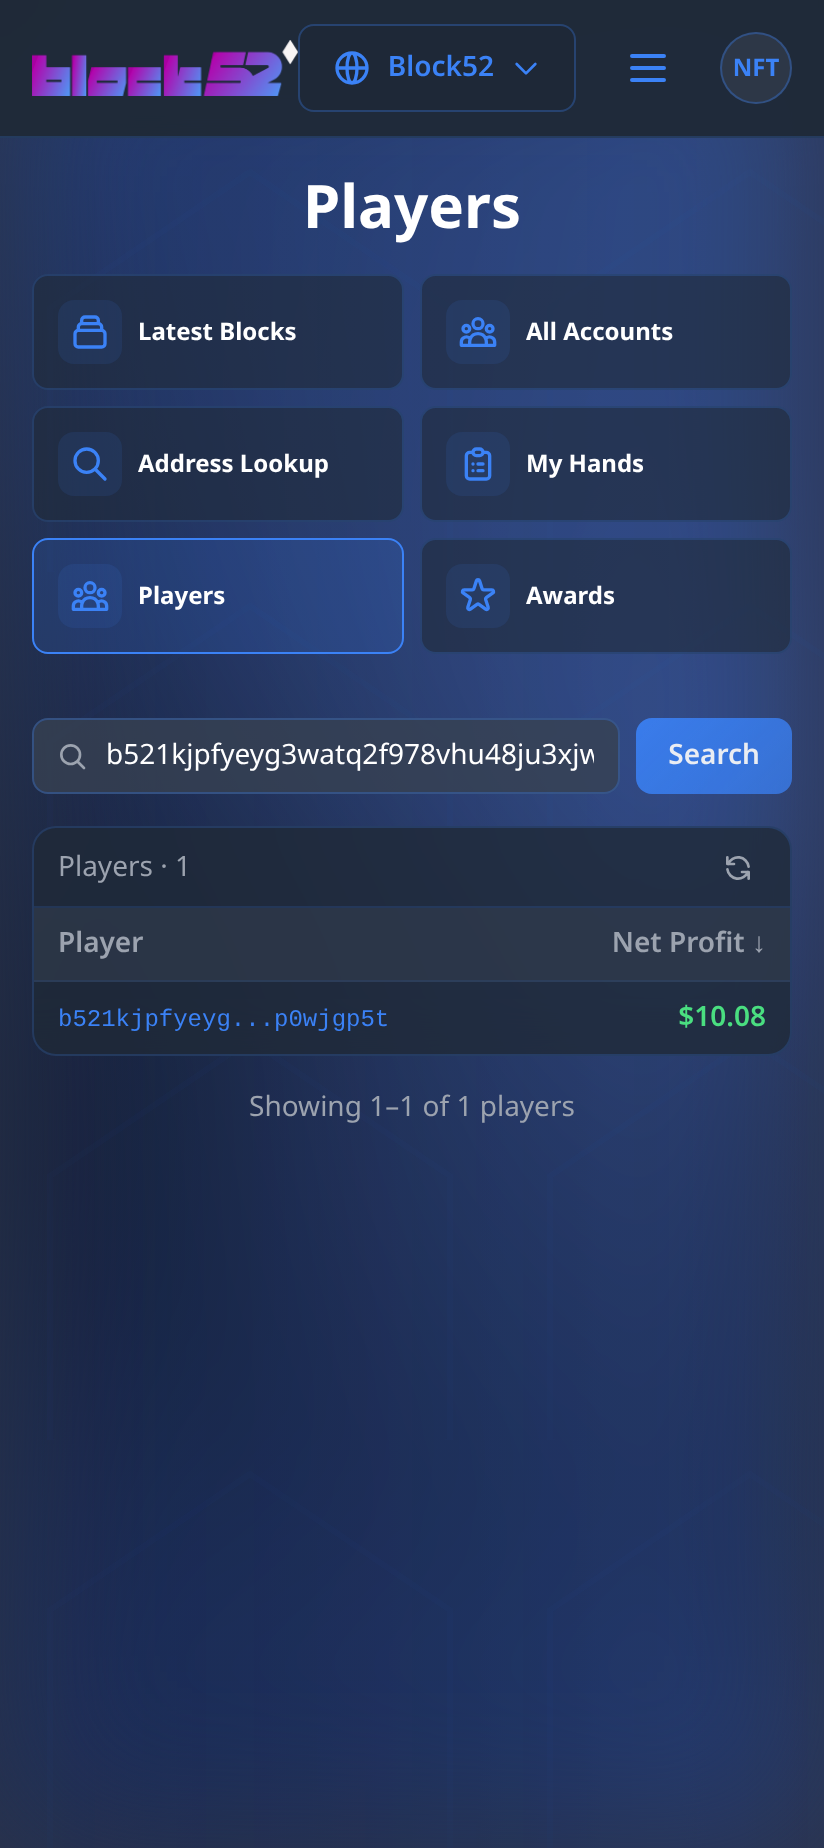 block52
Block52
NFT
Players
Latest Blocks
All Accounts
Address Lookup
My Hands
Players
Awards
b521kjpfyeyg3watq2f978vhu48ju3xjw
Search
Players · 1
Player
Net Profit ↓
b521kjpfyeyg...p0wjgp5t
$10.08
Showing 1–1 of 1 players